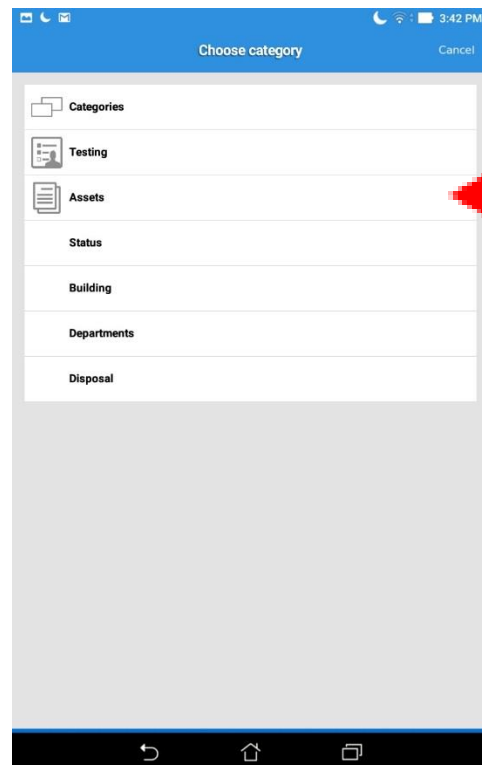 3:42 PM
Choose category
Cancel
Categories
Testing
Assets
Status
Building
Departments
Disposal